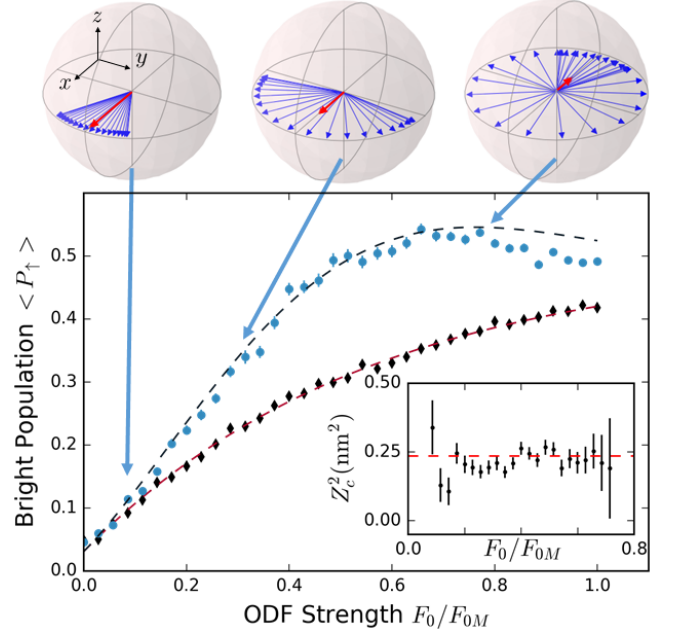 z
x
y
Bright Population < P↑ >
0.5
0.4
0.3
0.2
0.1
0.0
0.0 0.2 0.4 0.6 0.8 1.0
ODF Strength F₀/F₀M
Z_c² (nm²)
0.50
0.25
0.00
0.0 0.8
F₀/F₀M